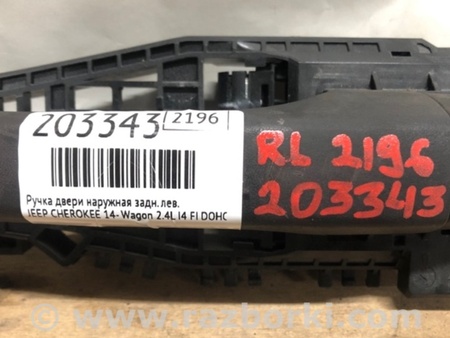 203343 2196
Ручка двери наружная задн.лев.
JEEP CHEROKEE 14- Wagon 2.4L I4 FI DOHC
RL 2196
203343
www.razborki.com